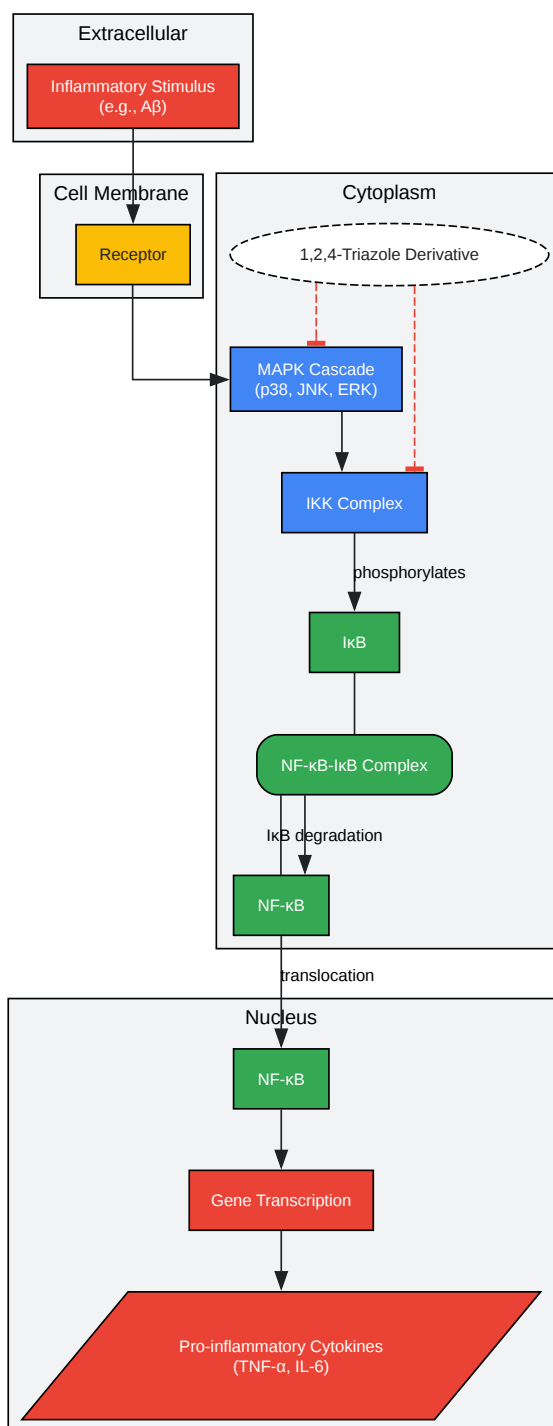 Extracellular
Inflammatory Stimulus
(e.g., Aβ)
Cell Membrane
Receptor
Cytoplasm
1,2,4-Triazole Derivative
MAPK Cascade
(p38, JNK, ERK)
IKK Complex
phosphorylates
IκB
NF-κB-IκB Complex
IκB degradation
NF-κB
translocation
Nucleus
NF-κB
Gene Transcription
Pro-inflammatory Cytokines
(TNF-α, IL-6)